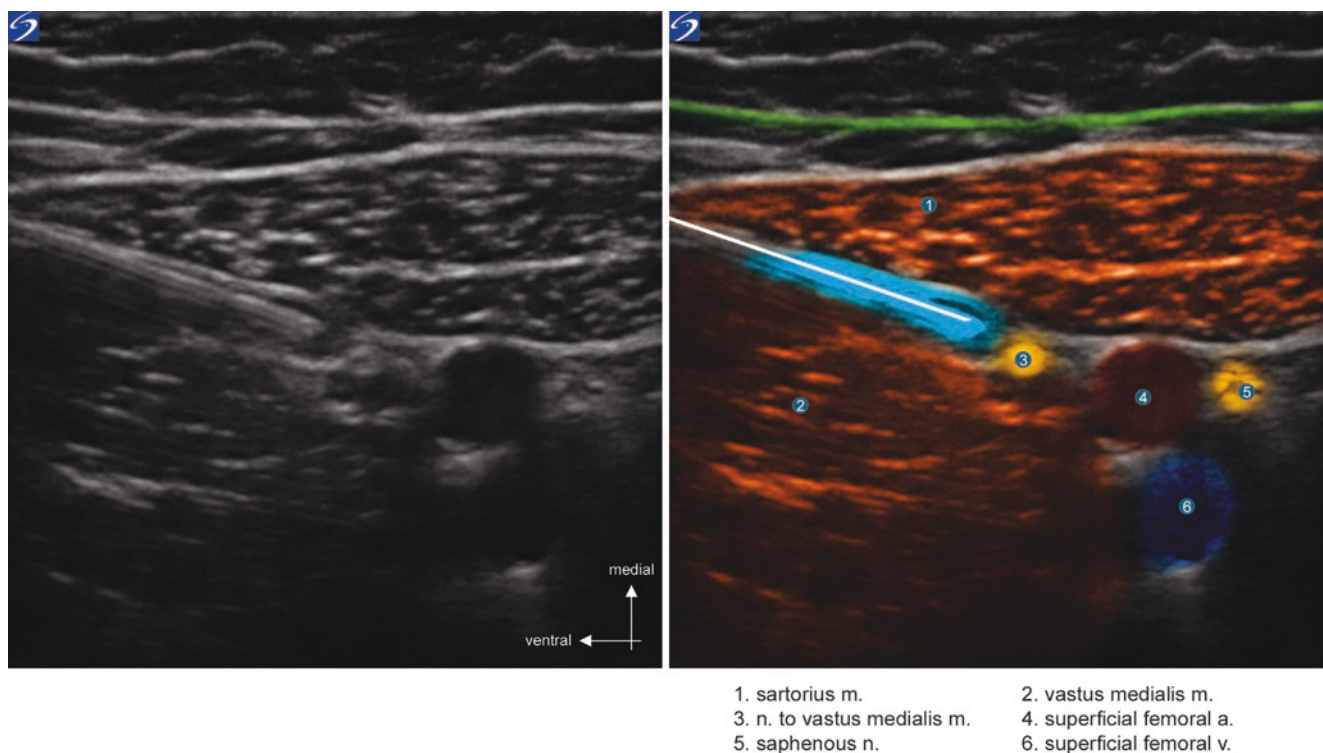 medial
ventral
1
2
3
4
5
6
1. sartorius m. 2. vastus medialis m.
3. n. to vastus medialis m. 4. superficial femoral a.
5. saphenous n. 6. superficial femoral v.